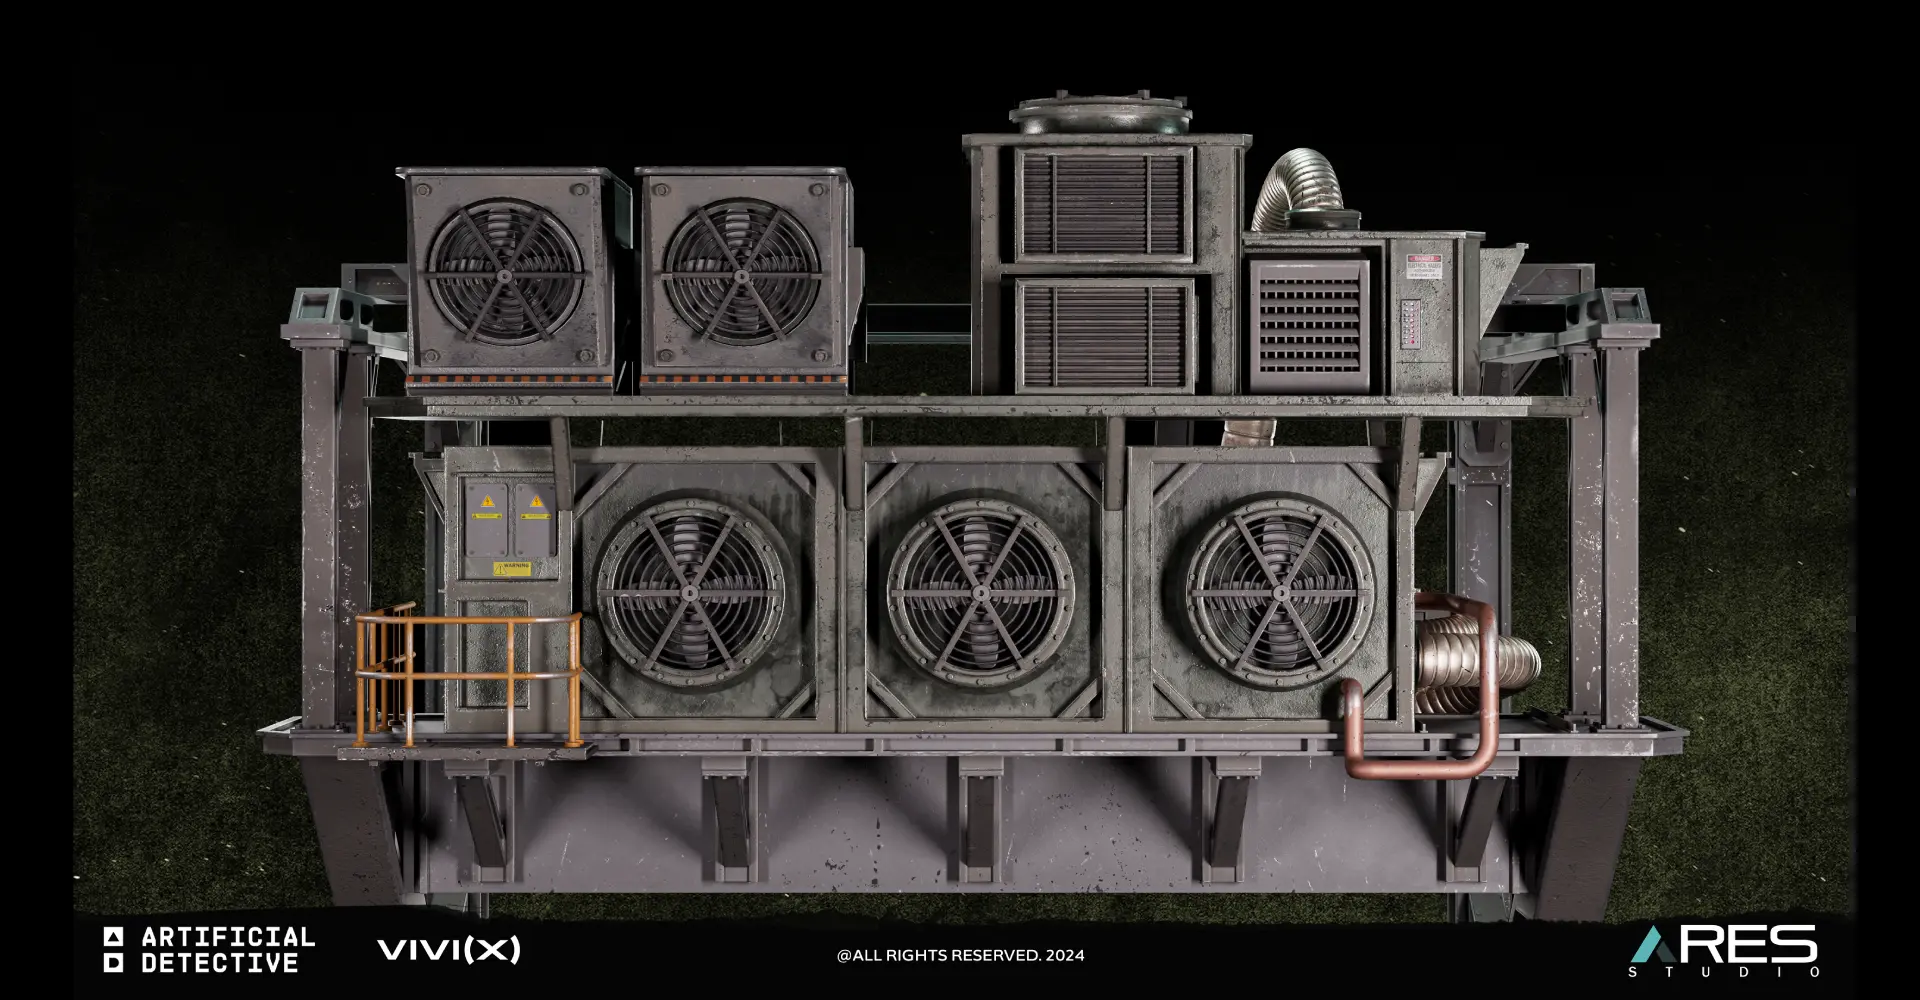 DANGER
WARNING
ARTIFICIAL
DETECTIVE
VIVI(X)
@ALL RIGHTS RESERVED. 2024
ARES
STUDIO